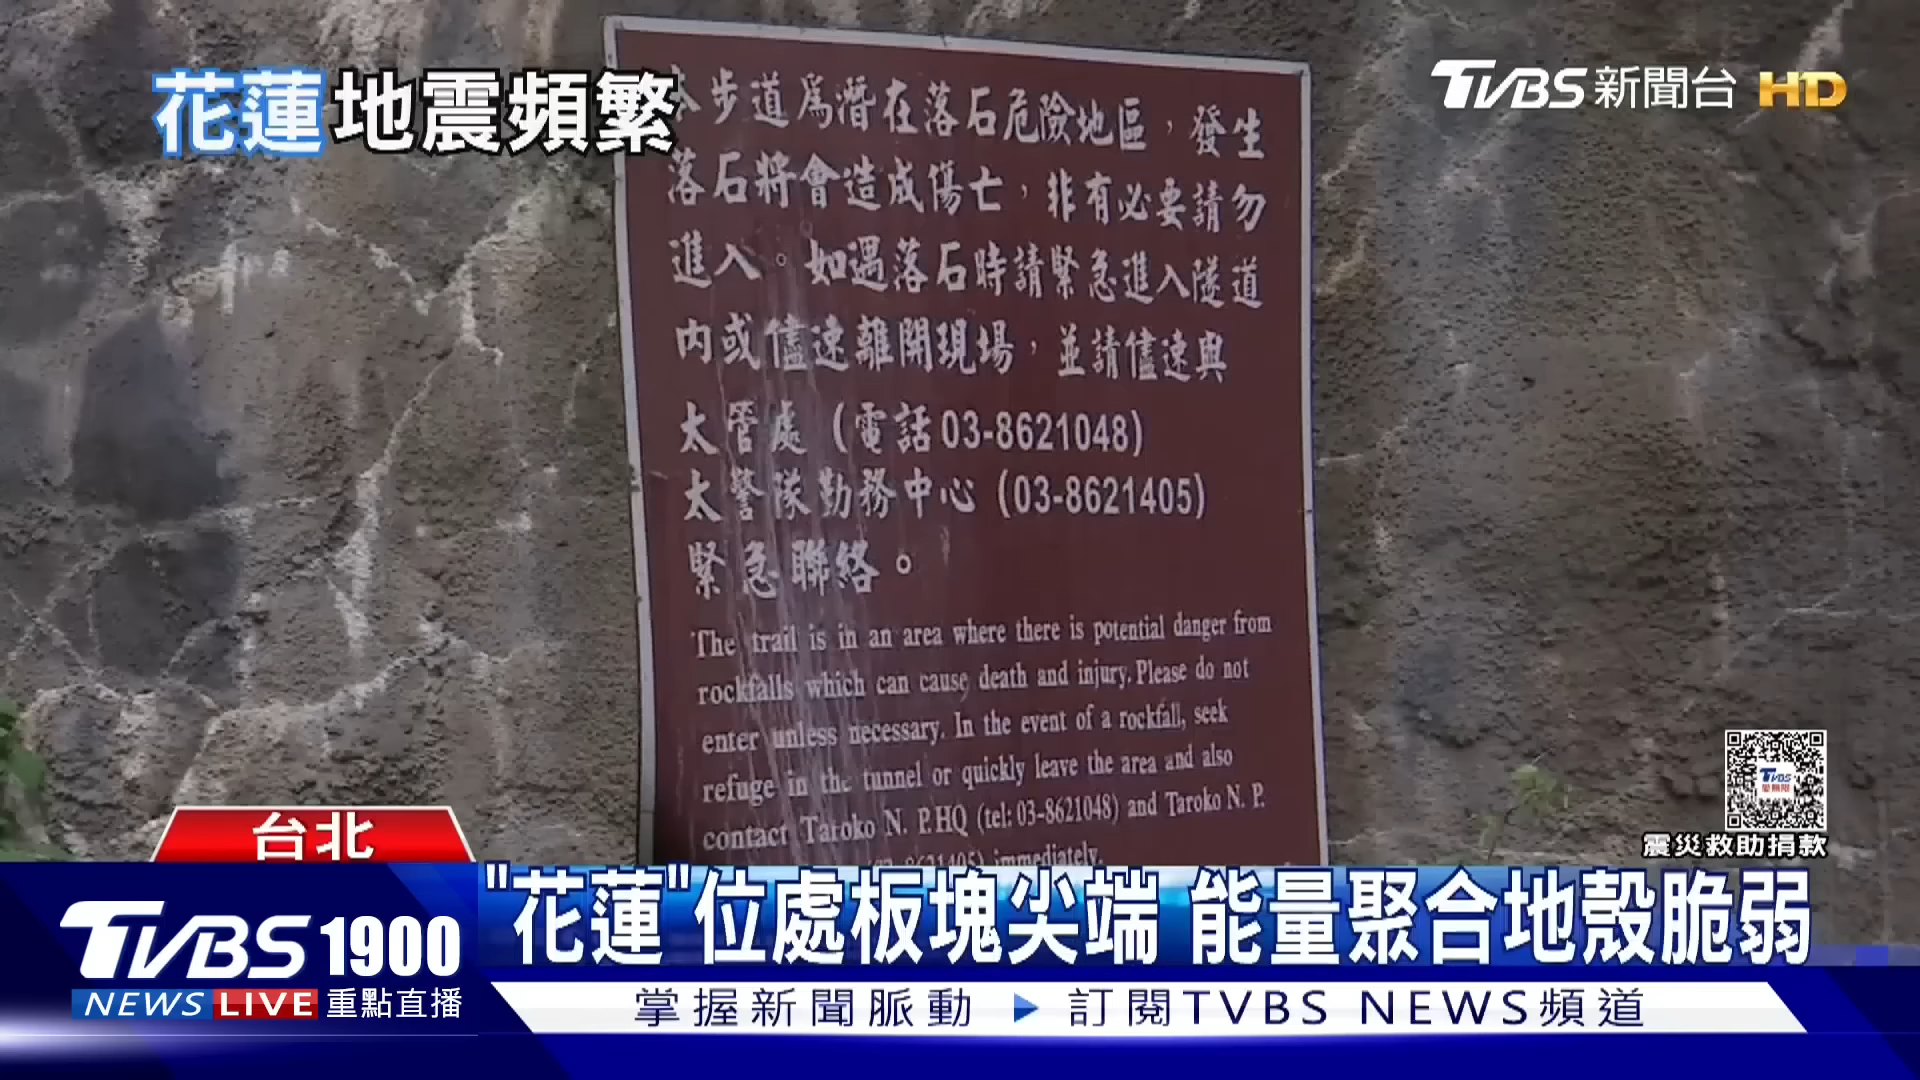 花蓮地震頻繁
TVBS新聞台 HD
本步道為潛在落石危險地區，發生
落石將會造成傷亡，非有必要請勿
進入。如遇落石時請緊急進入隧道
內或儘速離開現場，並請儘速與
太管處（電話03-8621048)
太警隊勤務中心（03-8621405)
緊急聯絡。
The trail is in an area where there is potential danger from
rockfalls which can cause death and injury. Please do not
enter unless necessary. In the event of a rockfall, seek
refuge in the tunnel or quickly leave the area and also
contact Taroko N. P. HQ (tel: 03-8621048) and Taroko N. P.
03-8621405) immediately.
TVBS
震災救助捐款
台北
"花蓮"位處板塊尖端 能量聚合地殼脆弱
TVBS 1900
NEWS LIVE 重點直播
掌握新聞脈動 ▶ 訂閱TVBS NEWS頻道